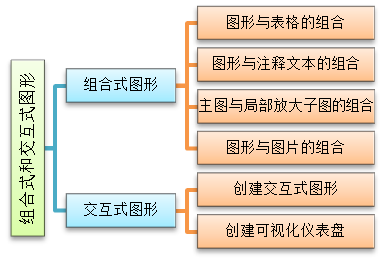 组合式和交互式图形
组合式图形
图形与表格的组合
图形与注释文本的组合
主图与局部放大子图的组合
图形与图片的组合
交互式图形
创建交互式图形
创建可视化仪表盘